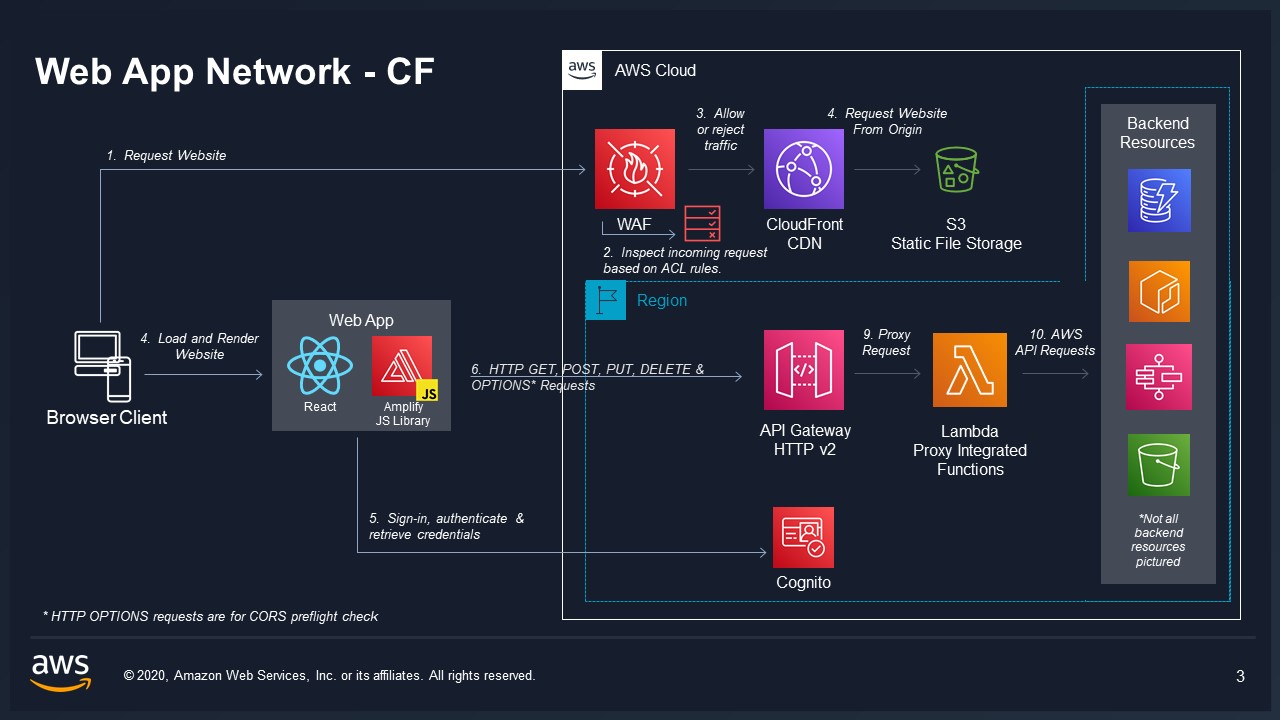 Web App Network - CF
aws
AWS Cloud
1. Request Website
3. Allow
or reject
traffic
4. Request Website
From Origin
WAF
CloudFront
CDN
S3
Static File Storage
2. Inspect incoming request
based on ACL rules.
Backend
Resources
Region
4. Load and Render
Website
Browser Client
Web App
React
JS
Amplify
JS Library
6. HTTP GET, POST, PUT, DELETE &
OPTIONS* Requests
API Gateway
HTTP v2
9. Proxy
Request
Lambda
Proxy Integrated
Functions
10. AWS
API Requests
5. Sign-in, authenticate &
retrieve credentials
Cognito
*Not all
backend
resources
pictured
* HTTP OPTIONS requests are for CORS preflight check
aws
© 2020, Amazon Web Services, Inc. or its affiliates. All rights reserved.
3